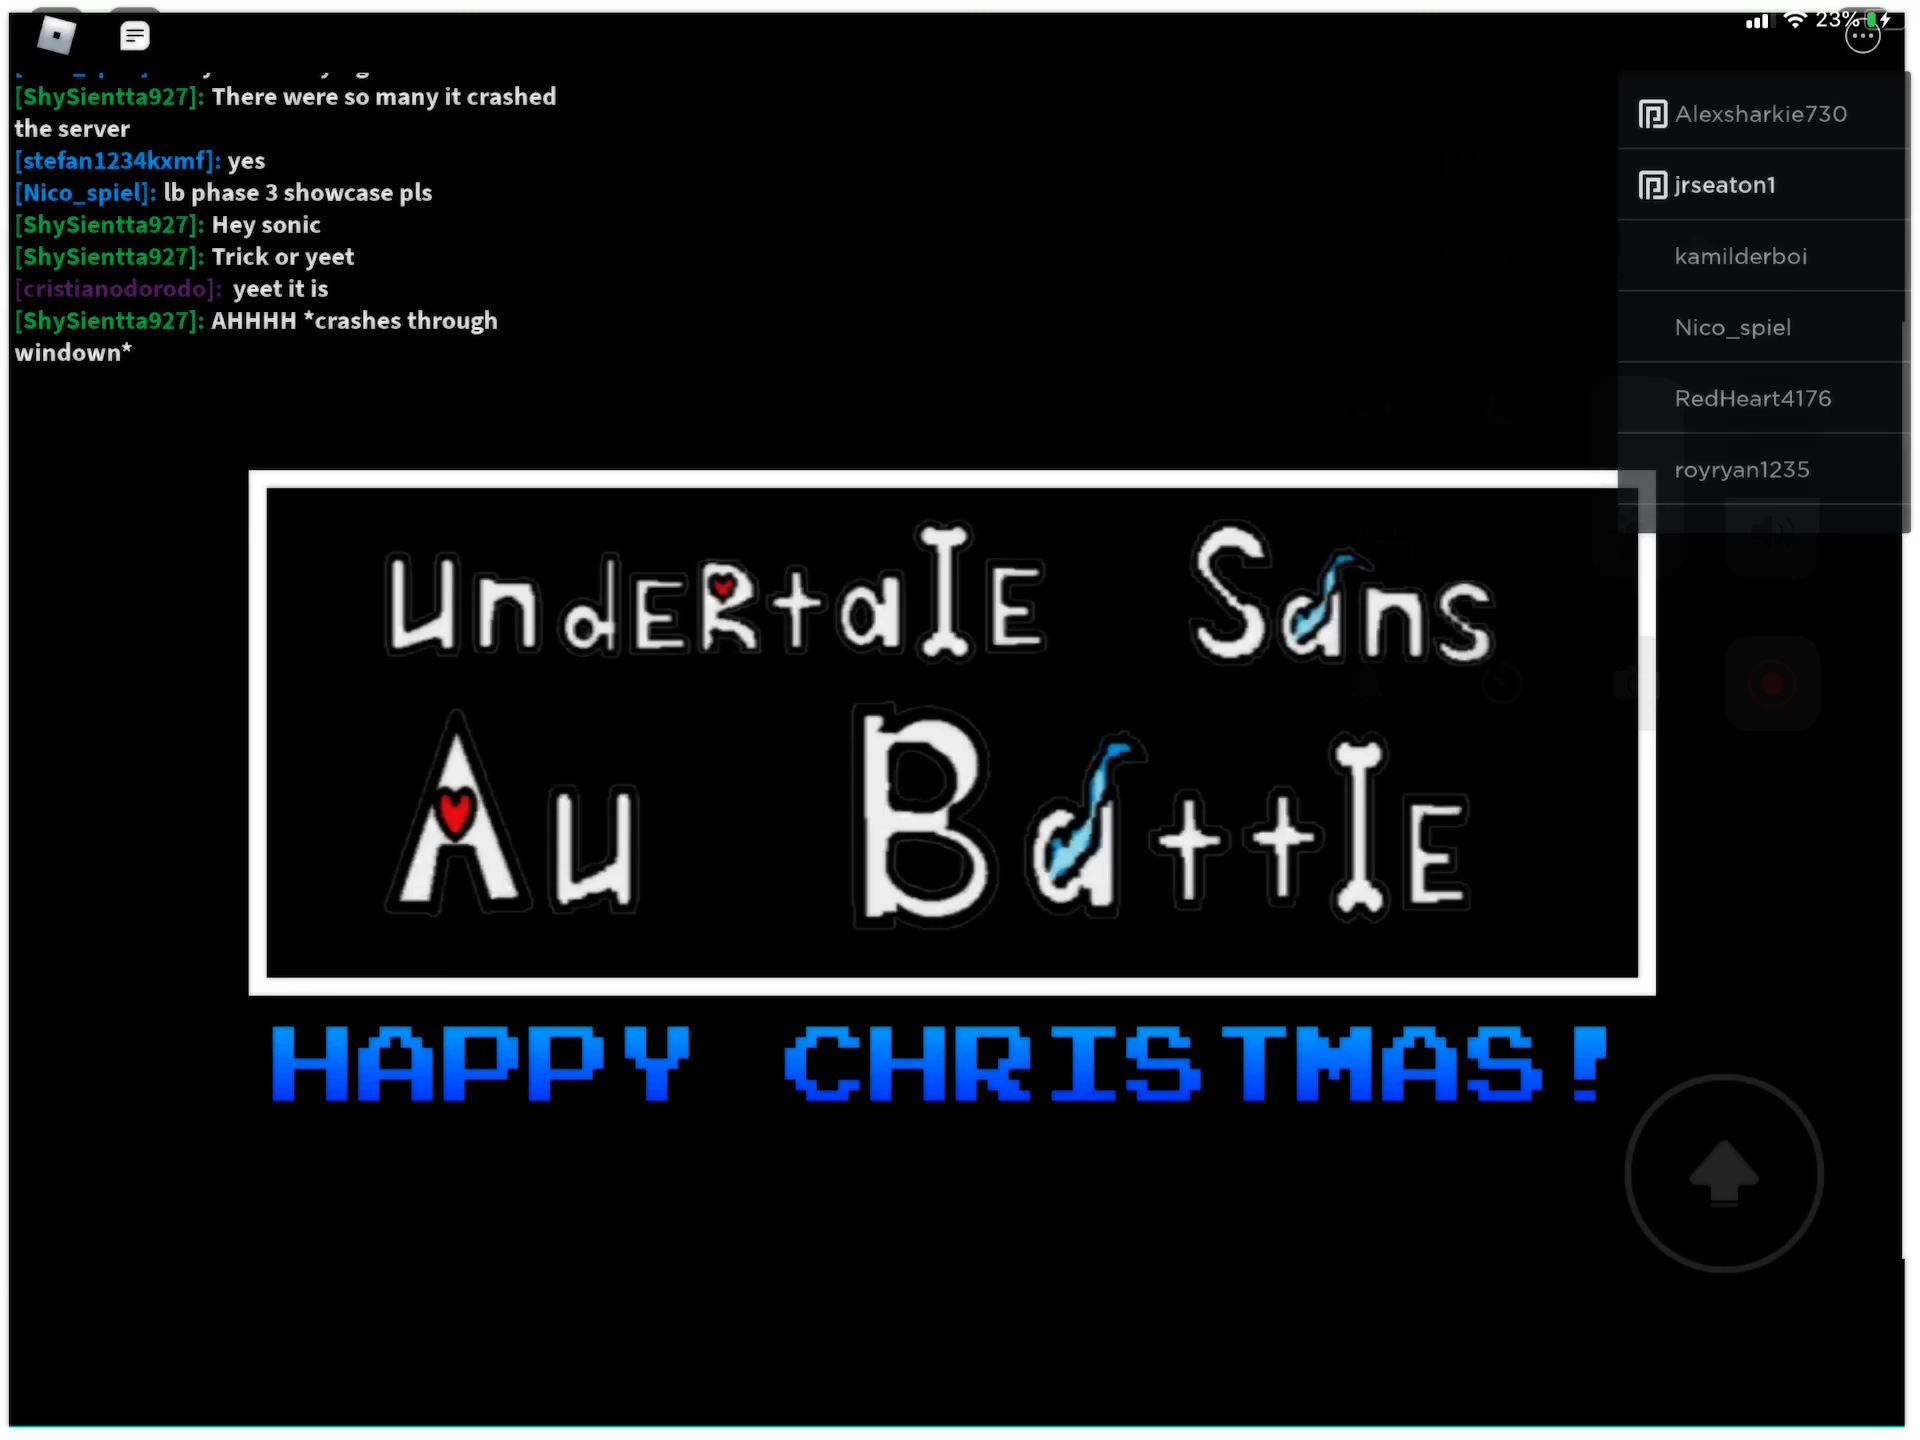 23%
[ShySientta927]: There were so many it crashed
the server
[stefan1234kxmf]: yes
[Nico_spiel]: lb phase 3 showcase pls
[ShySientta927]: Hey sonic
[ShySientta927]: Trick or yeet
[cristianodorodo]: yeet it is
[ShySientta927]: AHHHH *crashes through
windown*
Alexsharkie730
jrseaton1
kamilderboi
Nico_spiel
RedHeart4176
royryan1235
UndERtalE Sans
Au BattlE
HAPPY CHRISTMAS!